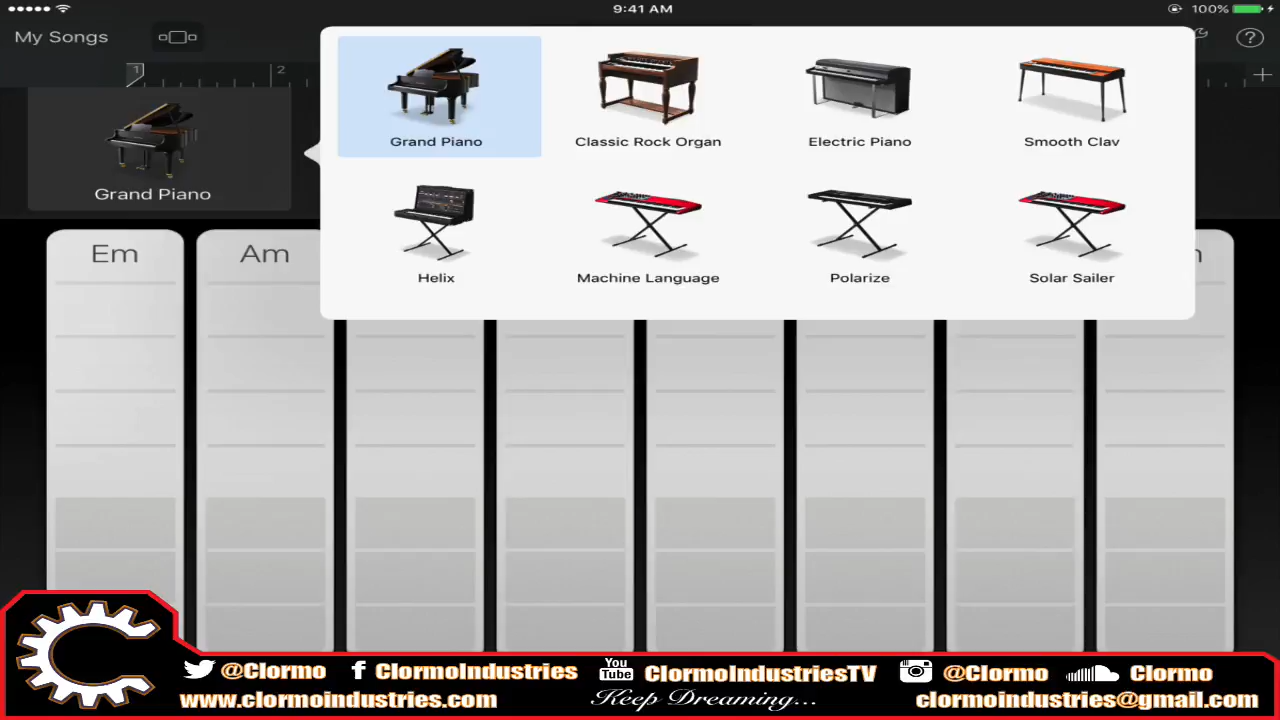 9:41 AM
100%
My Songs
?
1
2
Grand Piano
Classic Rock Organ
Electric Piano
Smooth Clav
Grand Piano
Helix
Machine Language
Polarize
Solar Sailer
Em
Am
@Clormo
f ClormoIndustries
You Tube ClormoIndustriesTV
@Clormo
Clormo
www.clormoindustries.com
Keep Dreaming...
clormoindustries@gmail.com